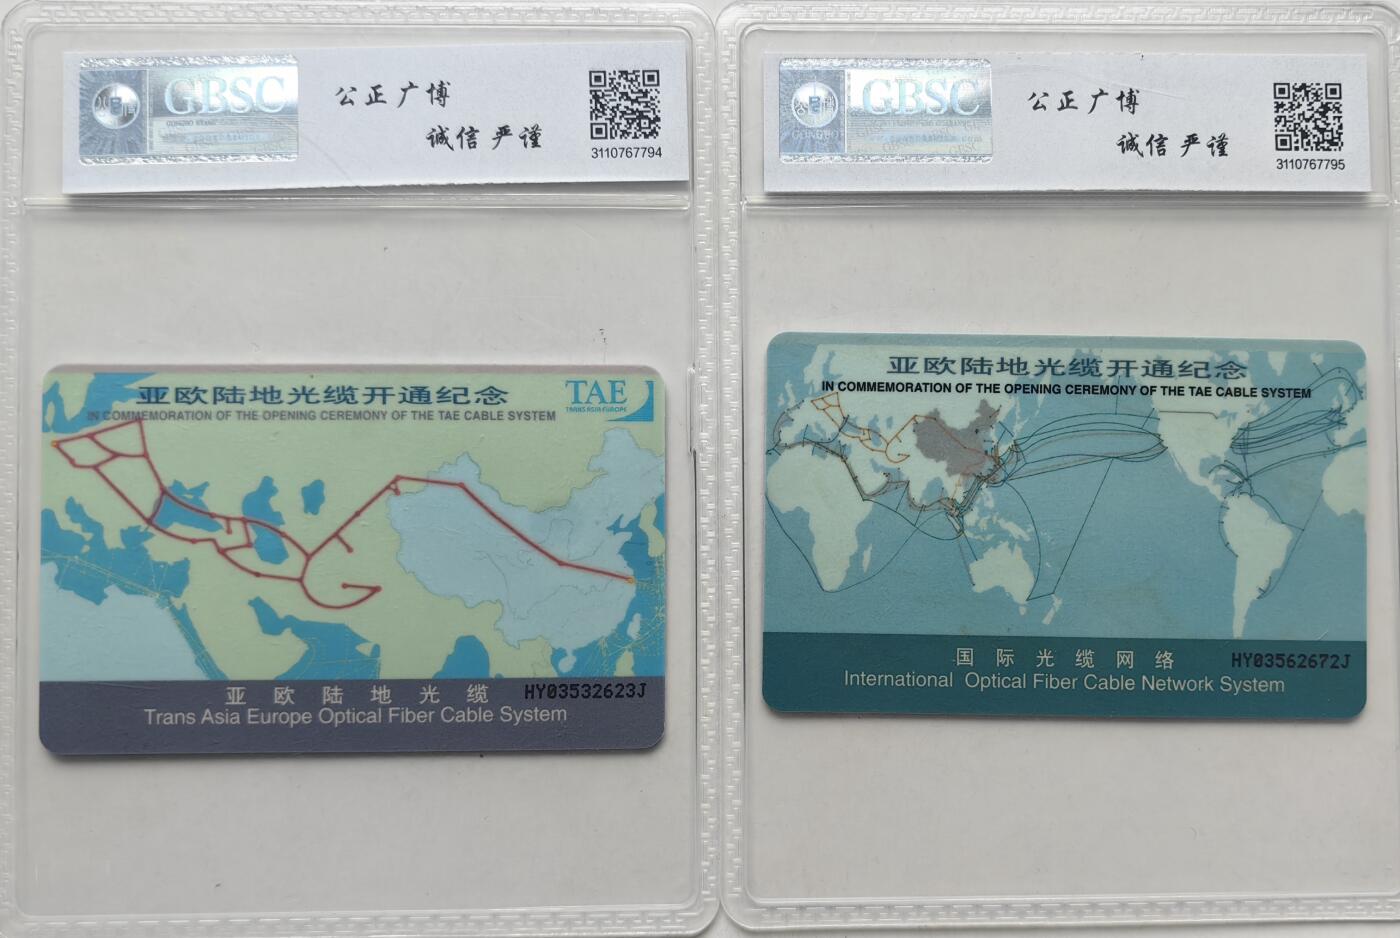 GBSC
公正广博
诚信 严谨
3110767794
亚欧陆地光缆开通纪念
IN COMMEMORATION OF THE OPENING CEREMONY OF THE TAE CABLE SYSTEM
TAE
TRANS ASIA EUROPE
亚欧陆地光缆
HY03532623J
Trans Asia Europe Optical Fiber Cable System
GBSC
GONGBO
公正广博
诚信 严谨
3110767795
亚欧陆地光缆开通纪念
IN COMMEMORATION OF THE OPENING CEREMONY OF THE TAE CABLE SYSTEM
国际光缆网络
HY03562672J
International Optical Fiber Cable Network System